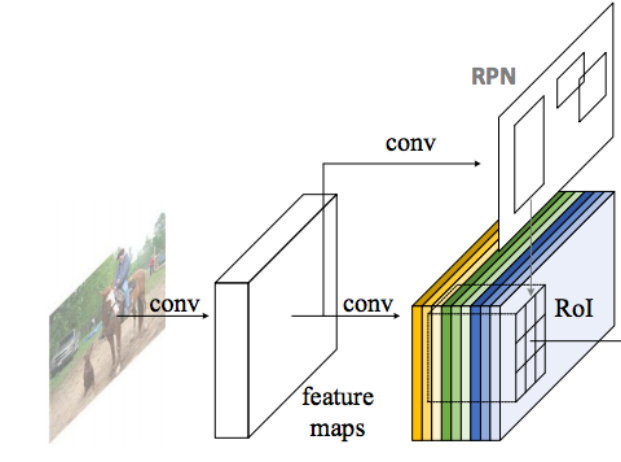 RPN
conv
conv
conv
RoI
feature
maps